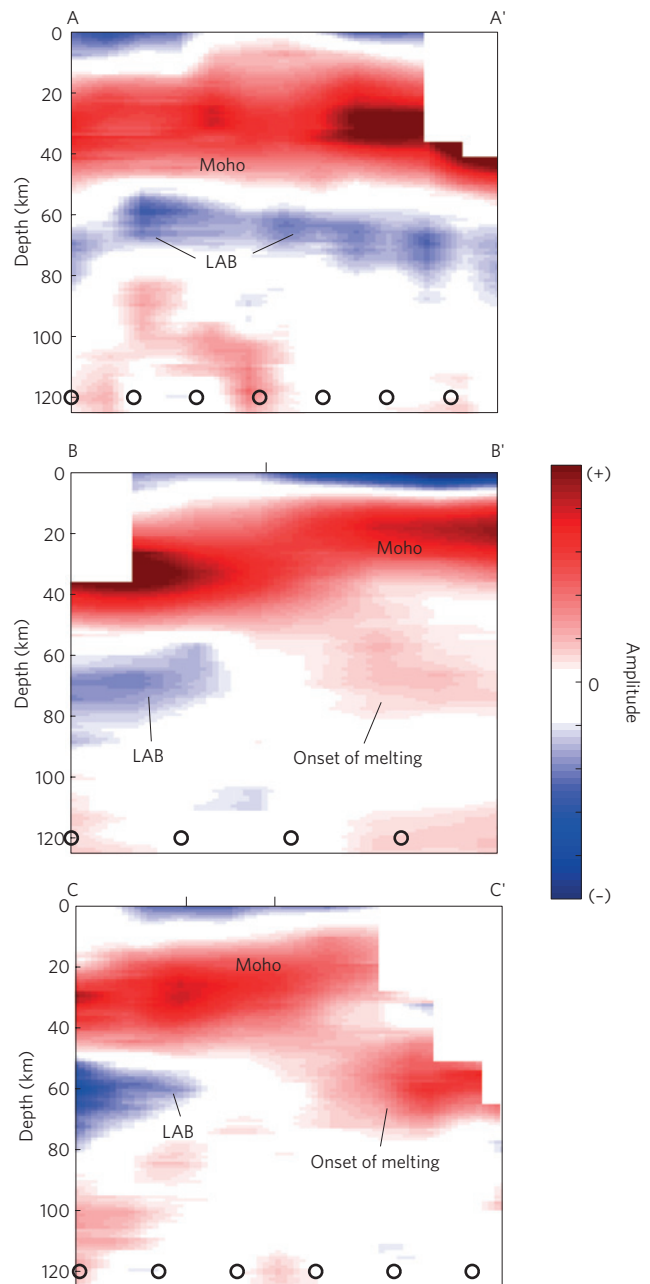 A A'
0
20
40
60
80
100
120
Depth (km)
Moho
LAB
B B'
0
20
40
60
80
100
120
Depth (km)
Moho
LAB
Onset of melting
(+)
0
(–)
Amplitude
C C'
0
20
40
60
80
100
120
Depth (km)
Moho
LAB
Onset of melting